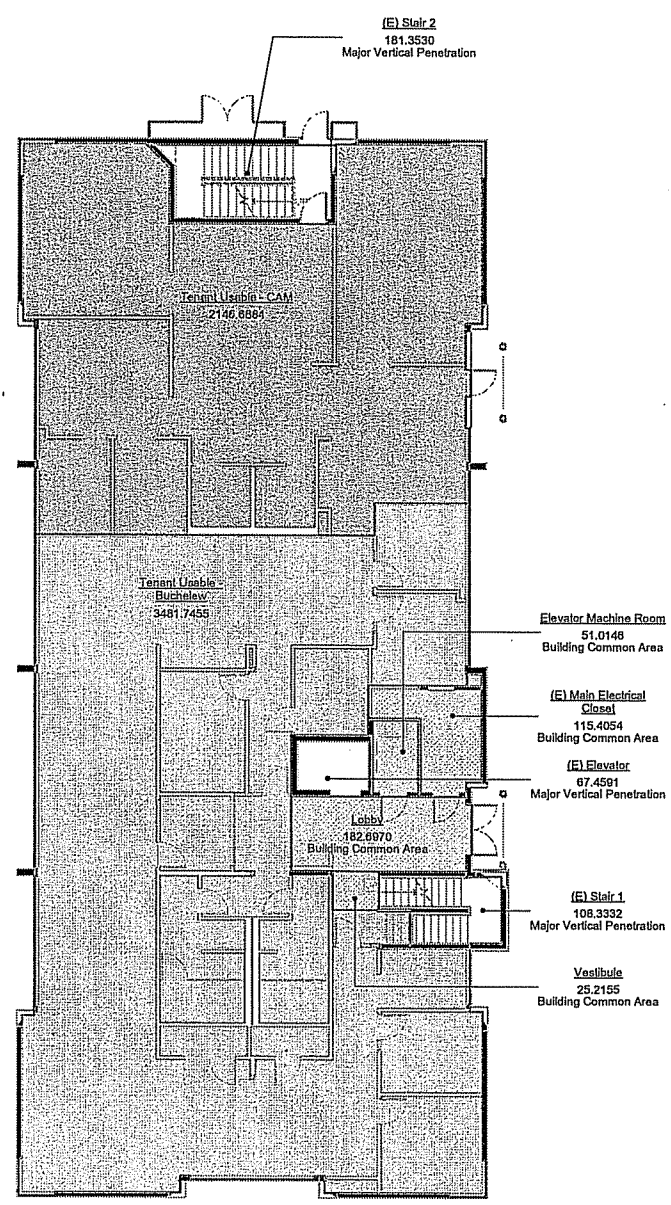 (E) Stair 2
181.3530
Major Vertical Penetration
Tenant Usable - CAM
2146.6884
Tenant Usable -
Buchelew
3481.7455
Elevator Machine Room
51.0146
Building Common Area
(E) Main Electrical
Closet
115.4054
Building Common Area
(E) Elevator
67.4591
Major Vertical Penetration
Lobby
182.6970
Building Common Area
(E) Stair 1
108.3332
Major Vertical Penetration
Vestibule
25.2155
Building Common Area